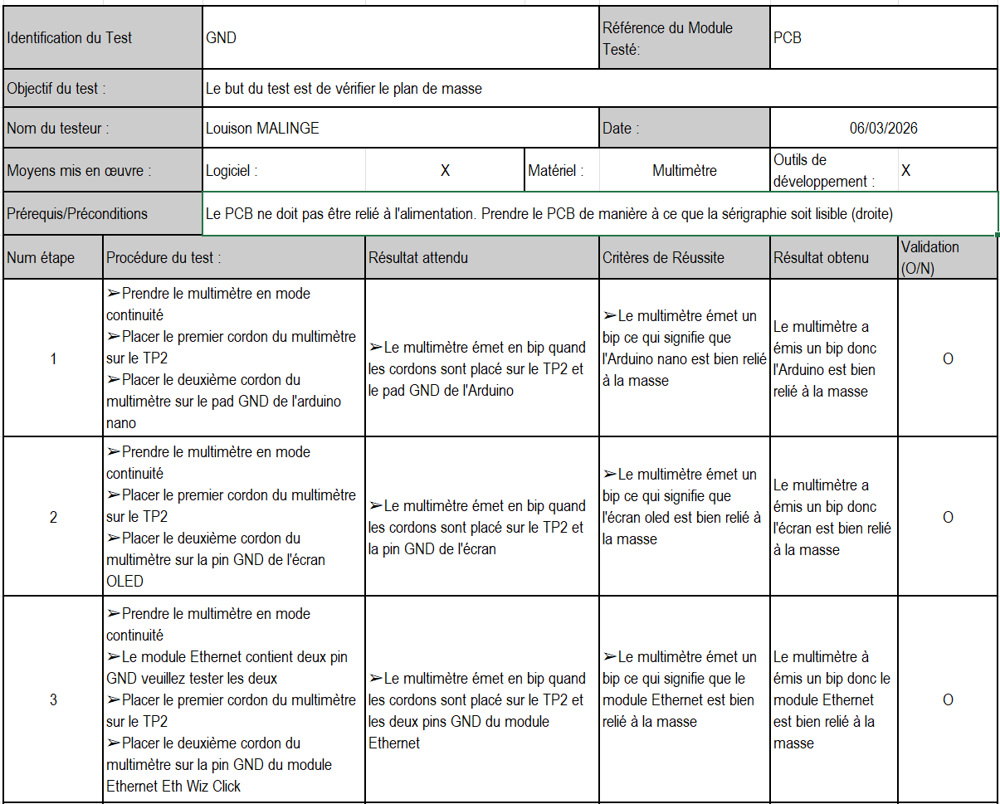 Identification du Test
GND
Référence du Module
Testé:
PCB
Objectif du test :
Le but du test est de vérifier le plan de masse
Nom du testeur :
Louison MALINGE
Date :
06/03/2026
Moyens mis en œuvre :
Logiciel :
X
Matériel :
Multimètre
Outils de
développement :
X
Prérequis/Préconditions
Le PCB ne doit pas être relié à l'alimentation. Prendre le PCB de manière à ce que la sérigraphie soit lisible (droite)
Num étape
Procédure du test :
Résultat attendu
Critères de Réussite
Résultat obtenu
Validation
(O/N)
1
➢Prendre le multimètre en mode
continuité
➢Placer le premier cordon du multimètre
sur le TP2
➢Placer le deuxième cordon du
multimètre sur le pad GND de l'arduino
nano
➢Le multimètre émet en bip quand
les cordons sont placé sur le TP2 et
le pad GND de l'Arduino
➢Le multimètre émet un
bip ce qui signifie que
l'Arduino nano est bien relié
à la masse
Le multimètre a
émis un bip donc
l'Arduino est bien
relié à la masse
O
2
➢Prendre le multimètre en mode
continuité
➢Placer le premier cordon du multimètre
sur le TP2
➢Placer le deuxième cordon du
multimètre sur la pin GND de l'écran
OLED
➢Le multimètre émet en bip quand
les cordons sont placé sur le TP2 et
la pin GND de l'écran
➢Le multimètre émet un
bip ce qui signifie que
l'écran oled est bien relié à
la masse
Le multimètre a
émis un bip donc
l'écran est bien relié
à la masse
O
3
➢Prendre le multimètre en mode
continuité
➢Le module Ethernet contient deux pin
GND veuillez tester les deux
➢Placer le premier cordon du multimètre
sur le TP2
➢Placer le deuxième cordon du
multimètre sur la pin GND du module
Ethernet Eth Wiz Click
➢Le multimètre émet en bip quand
les cordons sont placé sur le TP2 et
les deux pins GND du module
Ethernet
➢Le multimètre émet un
bip ce qui signifie que le
module Ethernet est bien
relié à la masse
Le multimètre à
émis un bip donc le
module Ethernet
est bien relié à la
masse
O